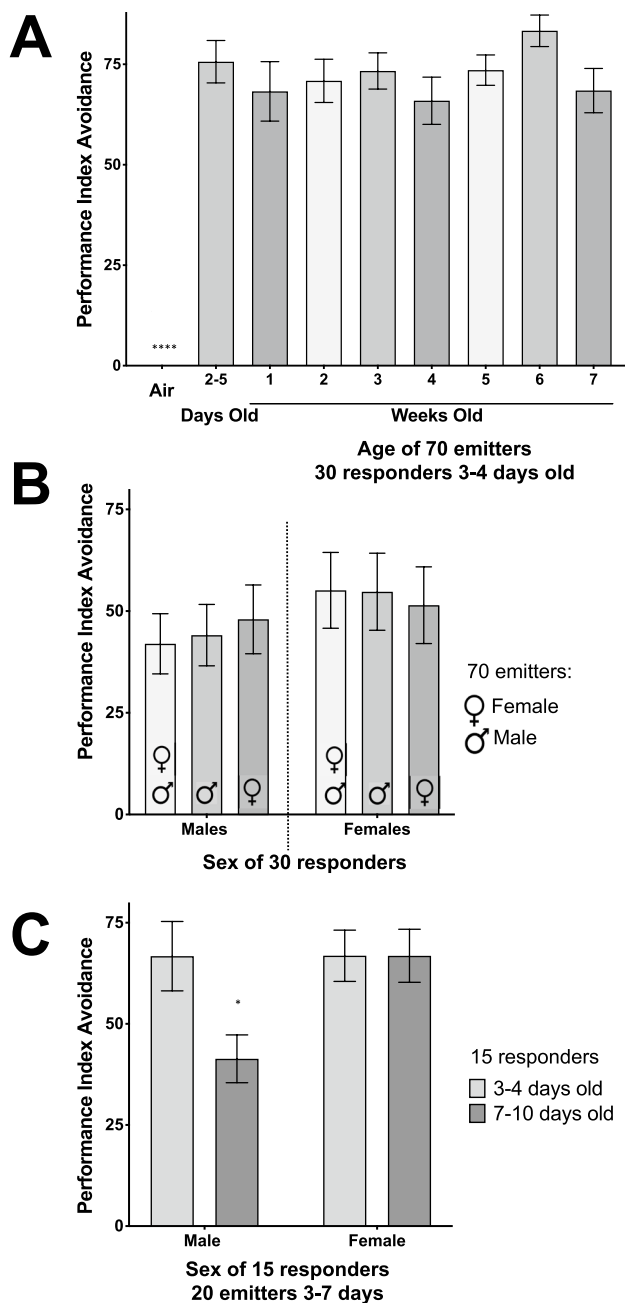 A
Performance Index Avoidance
75
50
25
0
****
Air
2-5
1
2
3
4
5
6
7
Days Old
Weeks Old
Age of 70 emitters
30 responders 3-4 days old
B
Performance Index Avoidance
75
50
25
0
♀
♂
♂
♀
♀
♂
♂
♀
Males
Females
Sex of 30 responders
70 emitters:
♀ Female
♂ Male
C
Performance Index Avoidance
75
50
25
0
*
Male
Female
15 responders
3-4 days old
7-10 days old
Sex of 15 responders
20 emitters 3-7 days